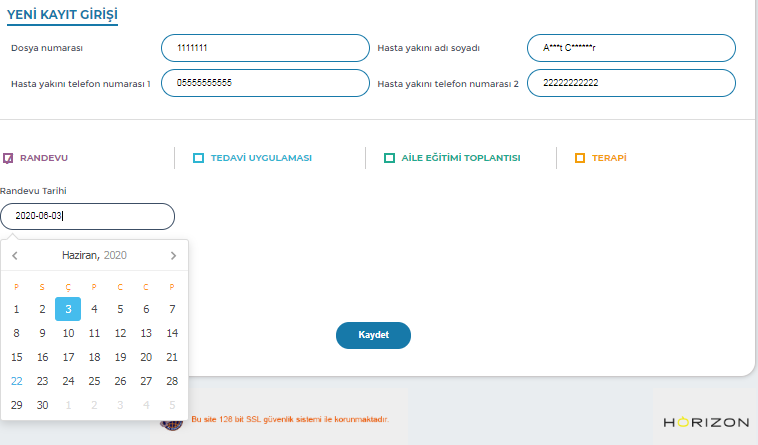 YENİ KAYIT GİRİŞİ
Dosya numarası 1111111 Hasta yakını adı soyadı A***t C******r
Hasta yakını telefon numarası 1 05555555555 Hasta yakını telefon numarası 2 22222222222
RANDEVU TEDAVİ UYGULAMASI AİLE EĞİTİMİ TOPLANTISI TERAPİ
Randevu Tarihi
2020-06-03
Haziran, 2020
P S Ç P C C P
1 2 3 4 5 6 7
8 9 10 11 12 13 14
15 16 17 18 19 20 21
22 23 24 25 26 27 28
29 30 1 2 3 4 5
Kaydet
Bu site 128 bit SSL güvenlik sistemi ile korunmaktadır.
HORIZON